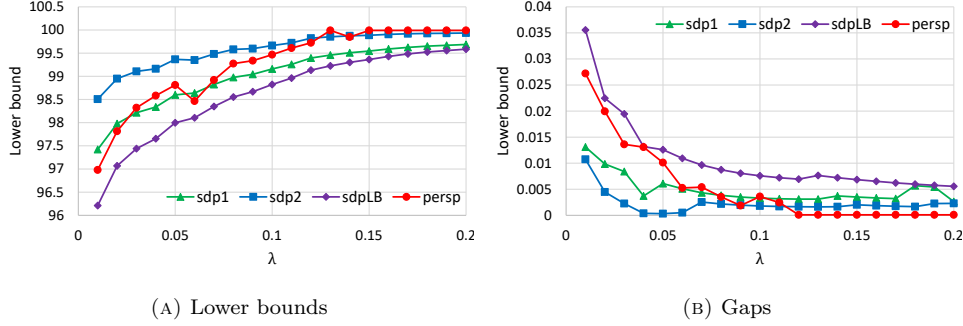 100.5
100
99.5
99
98.5
98
97.5
97
96.5
96
Lower bound
sdp1 sdp2 sdpLB persp
0 0.05 0.1 0.15 0.2
λ
(A) Lower bounds
0.04
0.035
0.03
0.025
0.02
0.015
0.01
0.005
0
Lower bound
sdp1 sdp2 sdpLB persp
0 0.05 0.1 0.15 0.2
λ
(B) Gaps